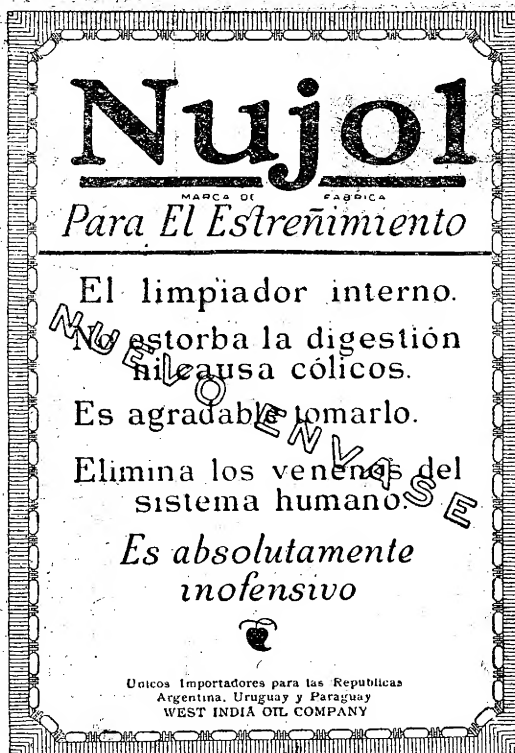 Nujol
MARCA DE FABRICA
Para El Estreñimiento
El limpiador interno.
No estorba la digestión
ni causa cólicos.
Es agradable tomarlo.
Elimina los venenos del
sistema humano.
NUEVO ENVASE
Es absolutamente
inofensivo
Unicos Importadores para las Republicas
Argentina, Uruguay y Paraguay
WEST INDIA OIL COMPANY